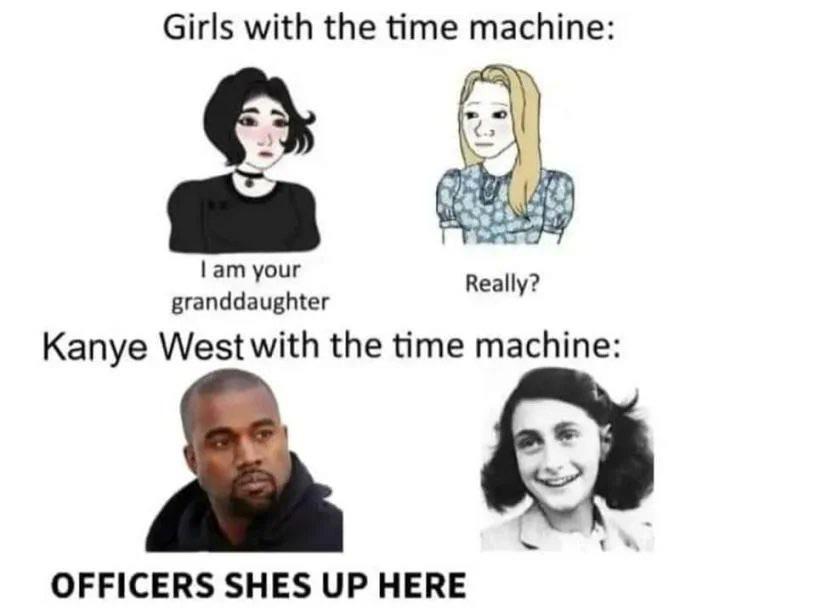 Girls with the time machine:
I am your
granddaughter
Really?
Kanye West with the time machine:
OFFICERS SHES UP HERE